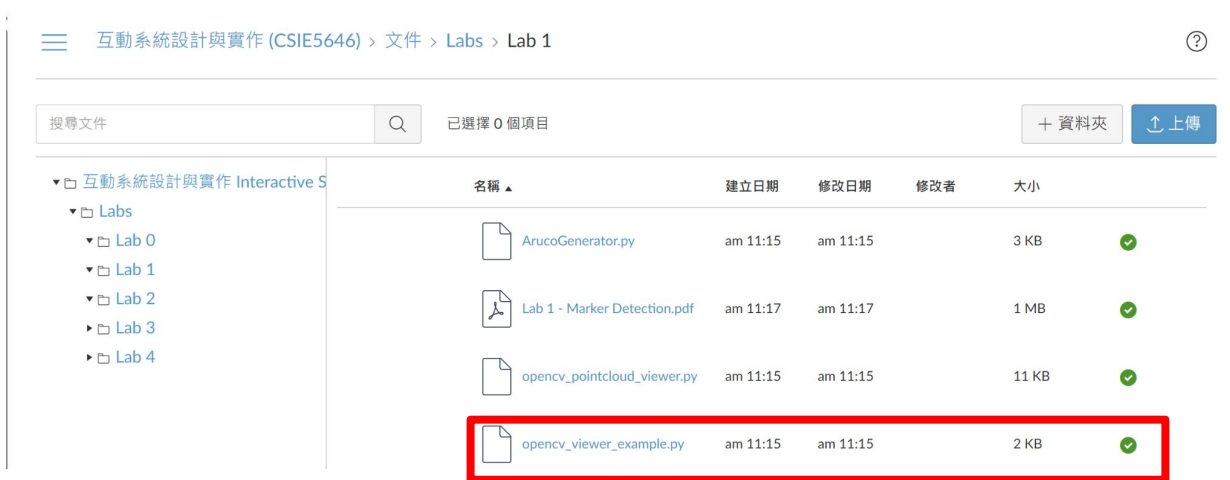 互動系統設計與實作 (CSIE5646) › 文件 › Labs › Lab 1
搜尋文件
已選擇 0 個項目
+ 資料夾
上傳
互動系統設計與實作 Interactive S
Labs
Lab 0
Lab 1
Lab 2
Lab 3
Lab 4
名稱 建立日期 修改日期 修改者 大小
ArucoGenerator.py am 11:15 am 11:15 3 KB
Lab 1 - Marker Detection.pdf am 11:17 am 11:17 1 MB
opencv_pointcloud_viewer.py am 11:15 am 11:15 11 KB
opencv_viewer_example.py am 11:15 am 11:15 2 KB